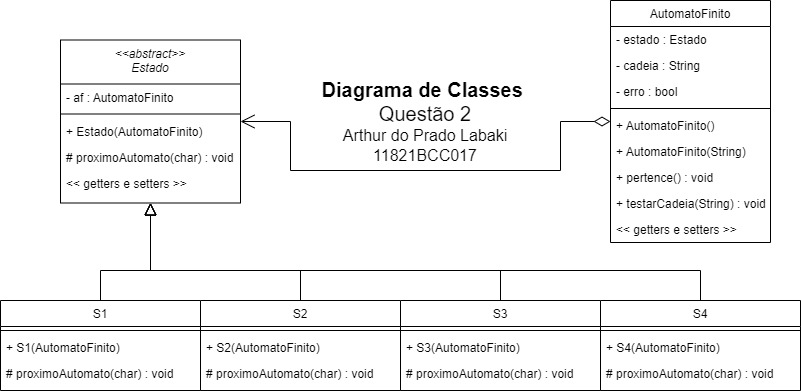 <<abstract>>
Estado
- af : AutomatoFinito
+ Estado(AutomatoFinito)
# proximoAutomato(char) : void
<< getters e setters >>
Diagrama de Classes
Questão 2
Arthur do Prado Labaki
11821BCC017
AutomatoFinito
- estado : Estado
- cadeia : String
- erro : bool
+ AutomatoFinito()
+ AutomatoFinito(String)
+ pertence() : void
+ testarCadeia(String) : void
<< getters e setters >>
S1
+ S1(AutomatoFinito)
# proximoAutomato(char) : void
S2
+ S2(AutomatoFinito)
# proximoAutomato(char) : void
S3
+ S3(AutomatoFinito)
# proximoAutomato(char) : void
S4
+ S4(AutomatoFinito)
# proximoAutomato(char) : void